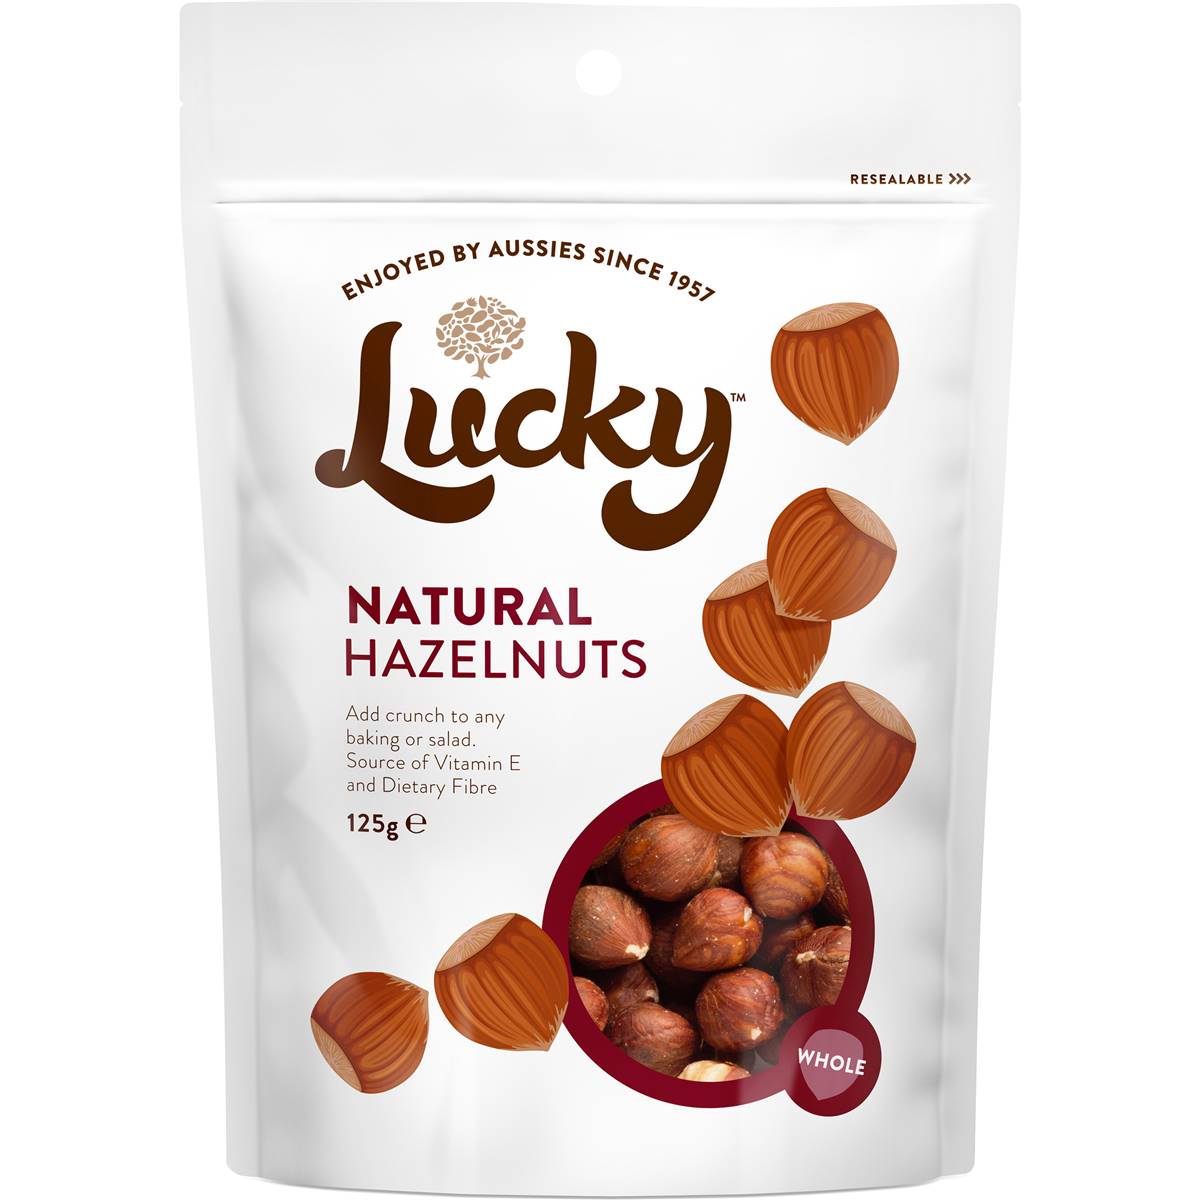 RESEALABLE >>>
ENJOYED BY AUSSIES SINCE 1957
Lucky™
NATURAL
HAZELNUTS
Add crunch to any
baking or salad.
Source of Vitamin E
and Dietary Fibre
125g ℮
WHOLE